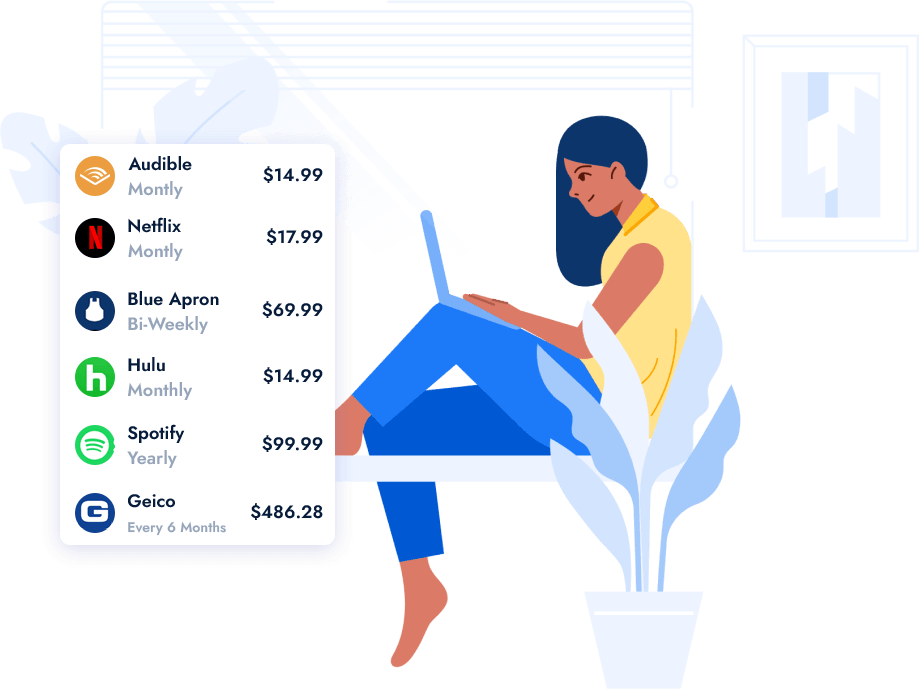 Audible
Montly
$14.99
Netflix
Montly
$17.99
Blue Apron
Bi-Weekly
$69.99
Hulu
Monthly
$14.99
Spotify
Yearly
$99.99
Geico
Every 6 Months
$486.28